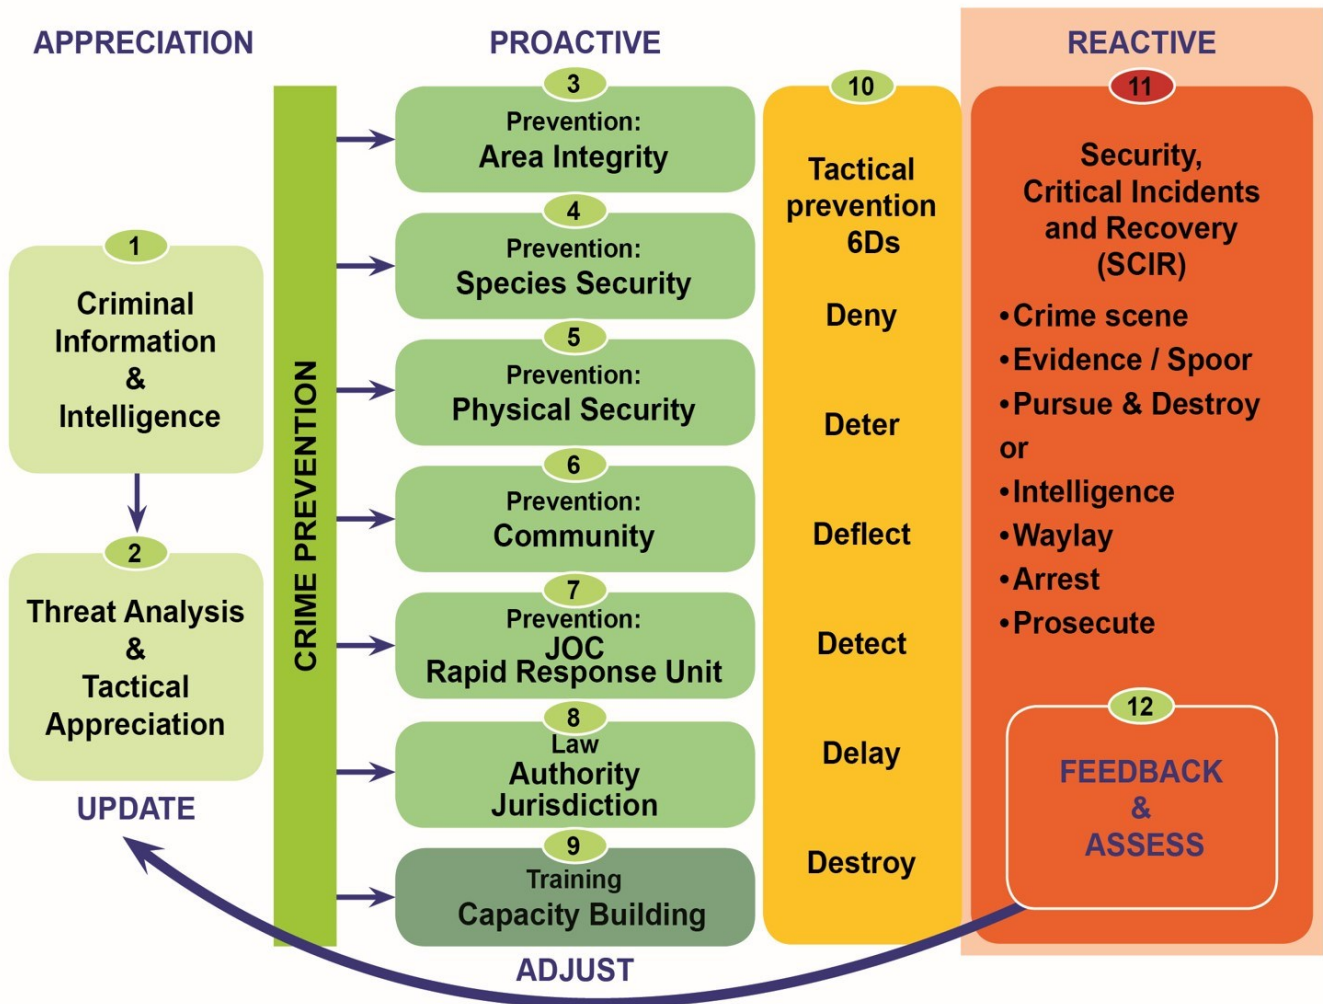 APPRECIATION
PROACTIVE
REACTIVE
1
Criminal
Information
&
Intelligence
2
Threat Analysis
&
Tactical
Appreciation
UPDATE
CRIME PREVENTION
3
Prevention:
Area Integrity
4
Prevention:
Species Security
5
Prevention:
Physical Security
6
Prevention:
Community
7
Prevention:
JOC
Rapid Response Unit
8
Law
Authority
Jurisdiction
9
Training
Capacity Building
ADJUST
10
Tactical
prevention
6Ds
Deny
Deter
Deflect
Detect
Delay
Destroy
11
Security,
Critical Incidents
and Recovery
(SCIR)
•Crime scene
•Evidence / Spoor
•Pursue & Destroy
or
•Intelligence
•Waylay
•Arrest
•Prosecute
12
FEEDBACK
&
ASSESS